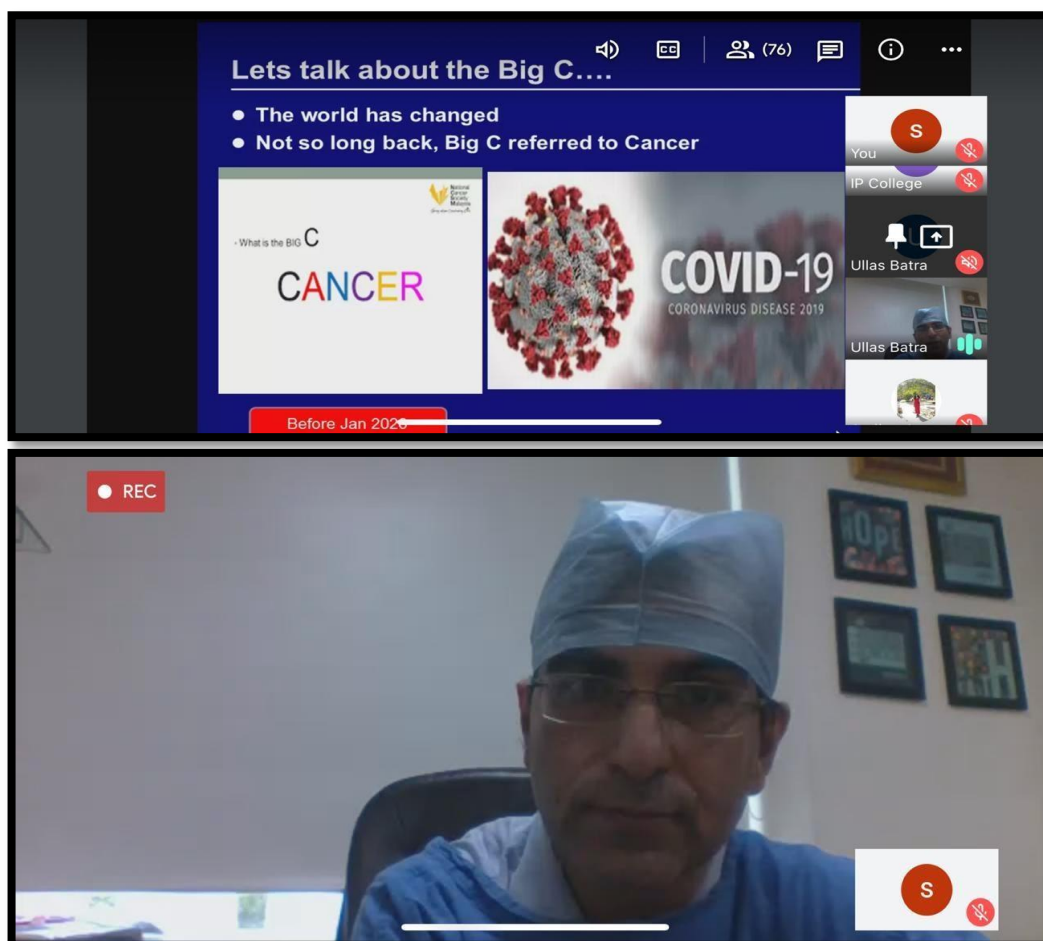 Lets talk about the Big C....
CC
(76)
● The world has changed
● Not so long back, Big C referred to Cancer
National
Cancer
Society
Malaysia
- What is the BIG C
CANCER
COVID-19
CORONAVIRUS DISEASE 2019
Before Jan 2020
S
You
IP College
Ullas Batra
Ullas Batra
REC
HOPE
S